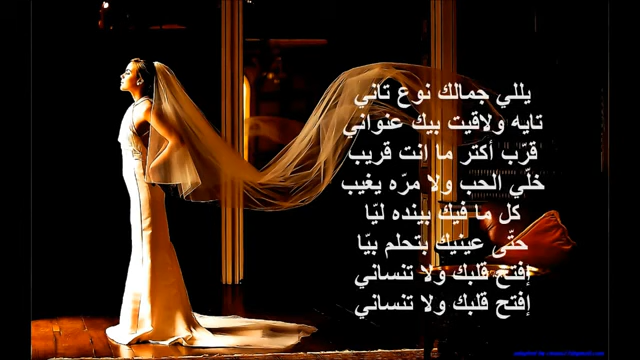 يللي جمالك نوع تاني
تايه ولاقيت بيك عنواني
قرّب أكتر ما انت قريب
خلّي الحب ولا مرّه يغيب
كل ما فيك بينده ليّا
حتّى عينيك بتحلم بيّا
إفتح قلبك ولا تنساني
إفتح قلبك ولا تنساني